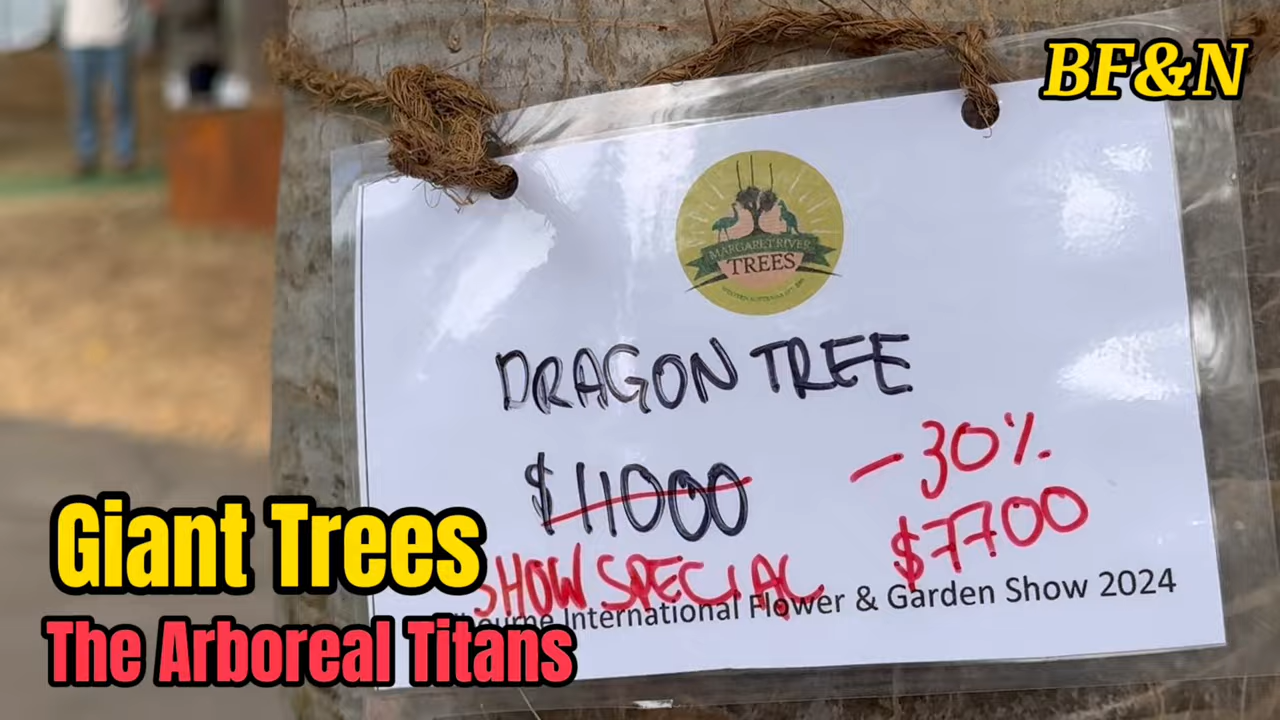 BF&N
MARGARET RIVER
TREES
DRAGON TREE
$11000
-30%
$7700
SHOW SPECIAL
International Flower & Garden Show 2024
Giant Trees
The Arboreal Titans